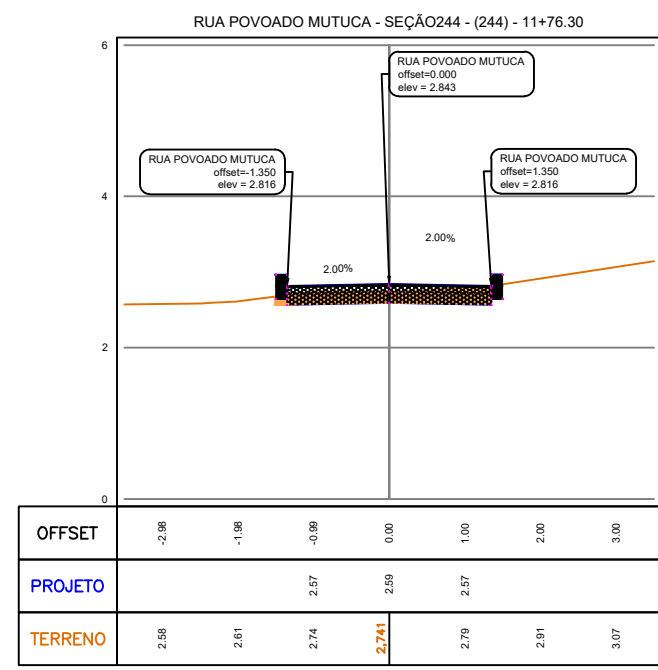 RUA POVOADO MUTUCA - SEÇÃO244 - (244) - 11+76.30
6
RUA POVOADO MUTUCA
offset=0.000
elev = 2.843
RUA POVOADO MUTUCA
offset=-1.350
elev = 2.816
RUA POVOADO MUTUCA
offset=1.350
elev = 2.816
4
2.00%
2.00%
2
0
OFFSET -2.98 -1.98 -0.99 0.00 1.00 2.00 3.00
PROJETO 2.57 2.59 2.57
TERRENO 2.58 2.61 2.74 2,741 2.79 2.91 3.07